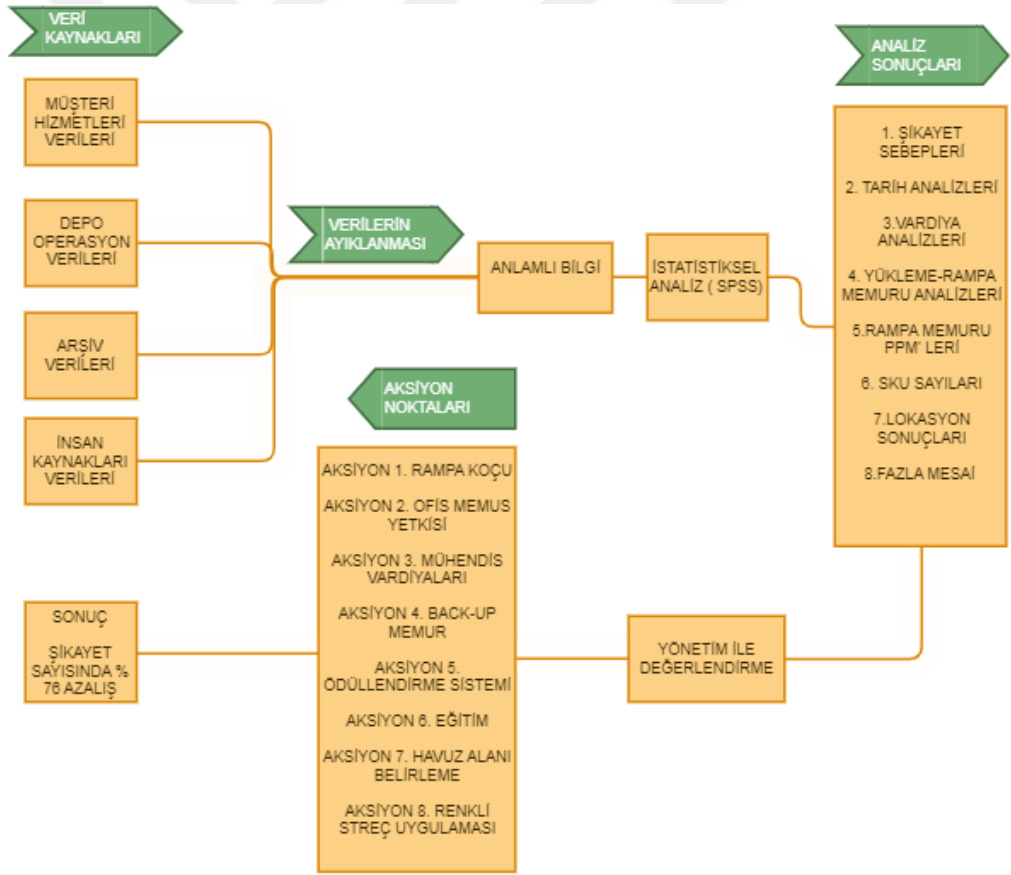 VERİ
KAYNAKLARI
MÜŞTERİ
HİZMETLERİ
VERİLERİ
DEPO
OPERASYON
VERİLERİ
ARŞİV
VERİLERİ
İNSAN
KAYNAKLARI
VERİLERİ
VERİLERİN
AYIKLANMASI
ANLAMLI BİLGİ
İSTATİSTİKSEL
ANALİZ ( SPSS)
ANALİZ
SONUÇLARI
1. ŞİKAYET
SEBEPLERİ
2. TARİH ANALİZLERİ
3.VARDİYA
ANALİZLERİ
4. YÜKLEME-RAMPA
MEMURU ANALİZLERİ
5.RAMPA MEMURU
PPM' LERİ
6. SKU SAYILARI
7.LOKASYON
SONUÇLARI
8.FAZLA MESAİ
YÖNETİM İLE
DEĞERLENDİRME
AKSİYON
NOKTALARI
AKSİYON 1. RAMPA KOÇU
AKSİYON 2. OFİS MEMUS
YETKİSİ
AKSİYON 3. MÜHENDİS
VARDİYALARI
AKSİYON 4. BACK-UP
MEMUR
AKSİYON 5.
ÖDÜLLENDİRME SİSTEMİ
AKSİYON 6. EĞİTİM
AKSİYON 7. HAVUZ ALANI
BELİRLEME
AKSİYON 8. RENKLİ
STREÇ UYGULAMASI
SONUÇ
ŞİKAYET
SAYISINDA %
76 AZALIŞ